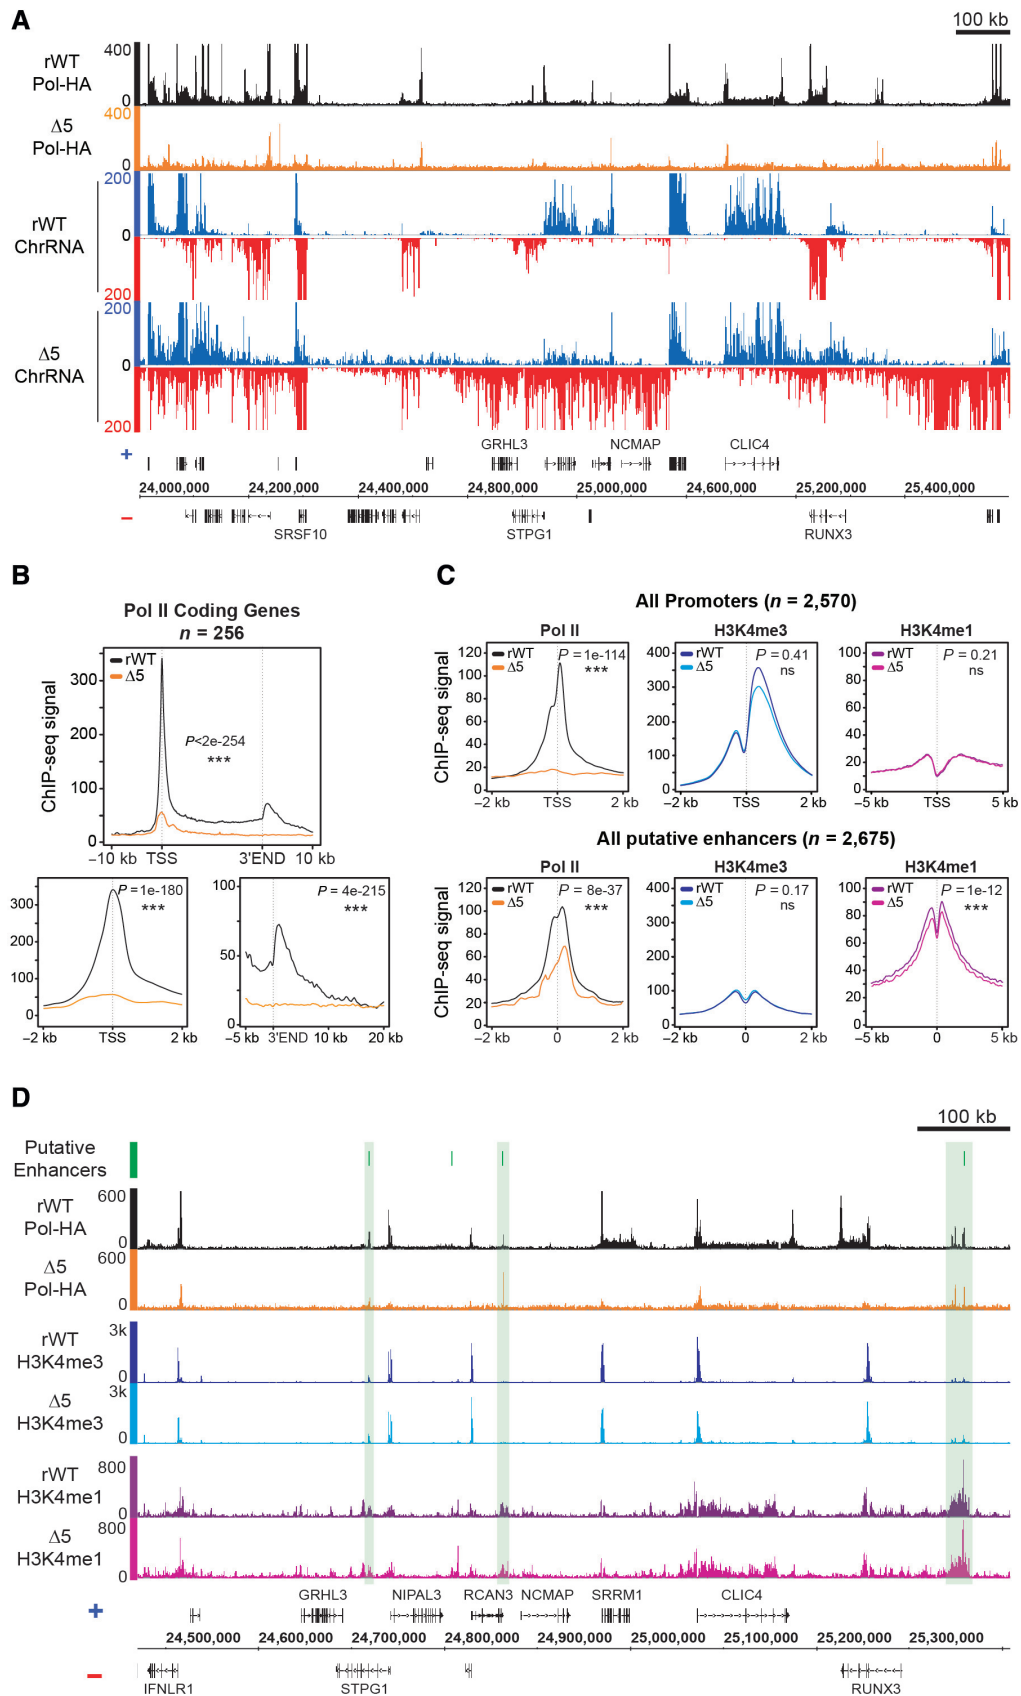 A
100 kb
rWT
Pol-HA
400
0
Δ5
Pol-HA
400
0
rWT
ChrRNA
200
0
200
Δ5
ChrRNA
200
0
200
GRHL3 NCMAP CLIC4
+
24,000,000 24,200,000 24,400,000 24,800,000 25,000,000 24,600,000 25,200,000 25,400,000
−
SRSF10 STPG1 RUNX3
B
Pol II Coding Genes
n = 256
ChIP-seq signal
rWT
Δ5
300
200
100
0
P<2e-254
***
−10 kb TSS 3'END 10 kb
P = 1e-180
***
300
200
100
0
−2 kb TSS 2 kb
P = 4e-215
***
100
50
0
−5 kb 3'END 10 kb 20 kb
C
All Promoters (n = 2,570)
Pol II
ChIP-seq signal
rWT
Δ5
P = 1e-114
***
120
100
80
60
40
20
0
−2 kb TSS 2 kb
H3K4me3
rWT
Δ5
P = 0.41
ns
400
300
200
100
0
−2 kb TSS 2 kb
H3K4me1
rWT
Δ5
P = 0.21
ns
100
80
60
40
20
0
−5 kb TSS 5 kb
All putative enhancers (n = 2,675)
Pol II
ChIP-seq signal
rWT
Δ5
P = 8e-37
***
120
100
80
60
40
20
0
−2 kb 0 2 kb
H3K4me3
rWT
Δ5
P = 0.17
ns
400
300
200
100
0
−2 kb 0 2 kb
H3K4me1
rWT
Δ5
P = 1e-12
***
100
80
60
40
20
0
−5 kb 0 5 kb
D
100 kb
Putative
Enhancers
rWT
Pol-HA
600
0
Δ5
Pol-HA
600
0
rWT
H3K4me3
3k
0
Δ5
H3K4me3
3k
0
rWT
H3K4me1
800
0
Δ5
H3K4me1
800
0
GRHL3 NIPAL3 RCAN3 NCMAP SRRM1 CLIC4
+
24,500,000 24,600,000 24,700,000 24,800,000 24,900,000 25,000,000 25,100,000 25,200,000 25,300,000
−
IFNLR1 STPG1 RUNX3